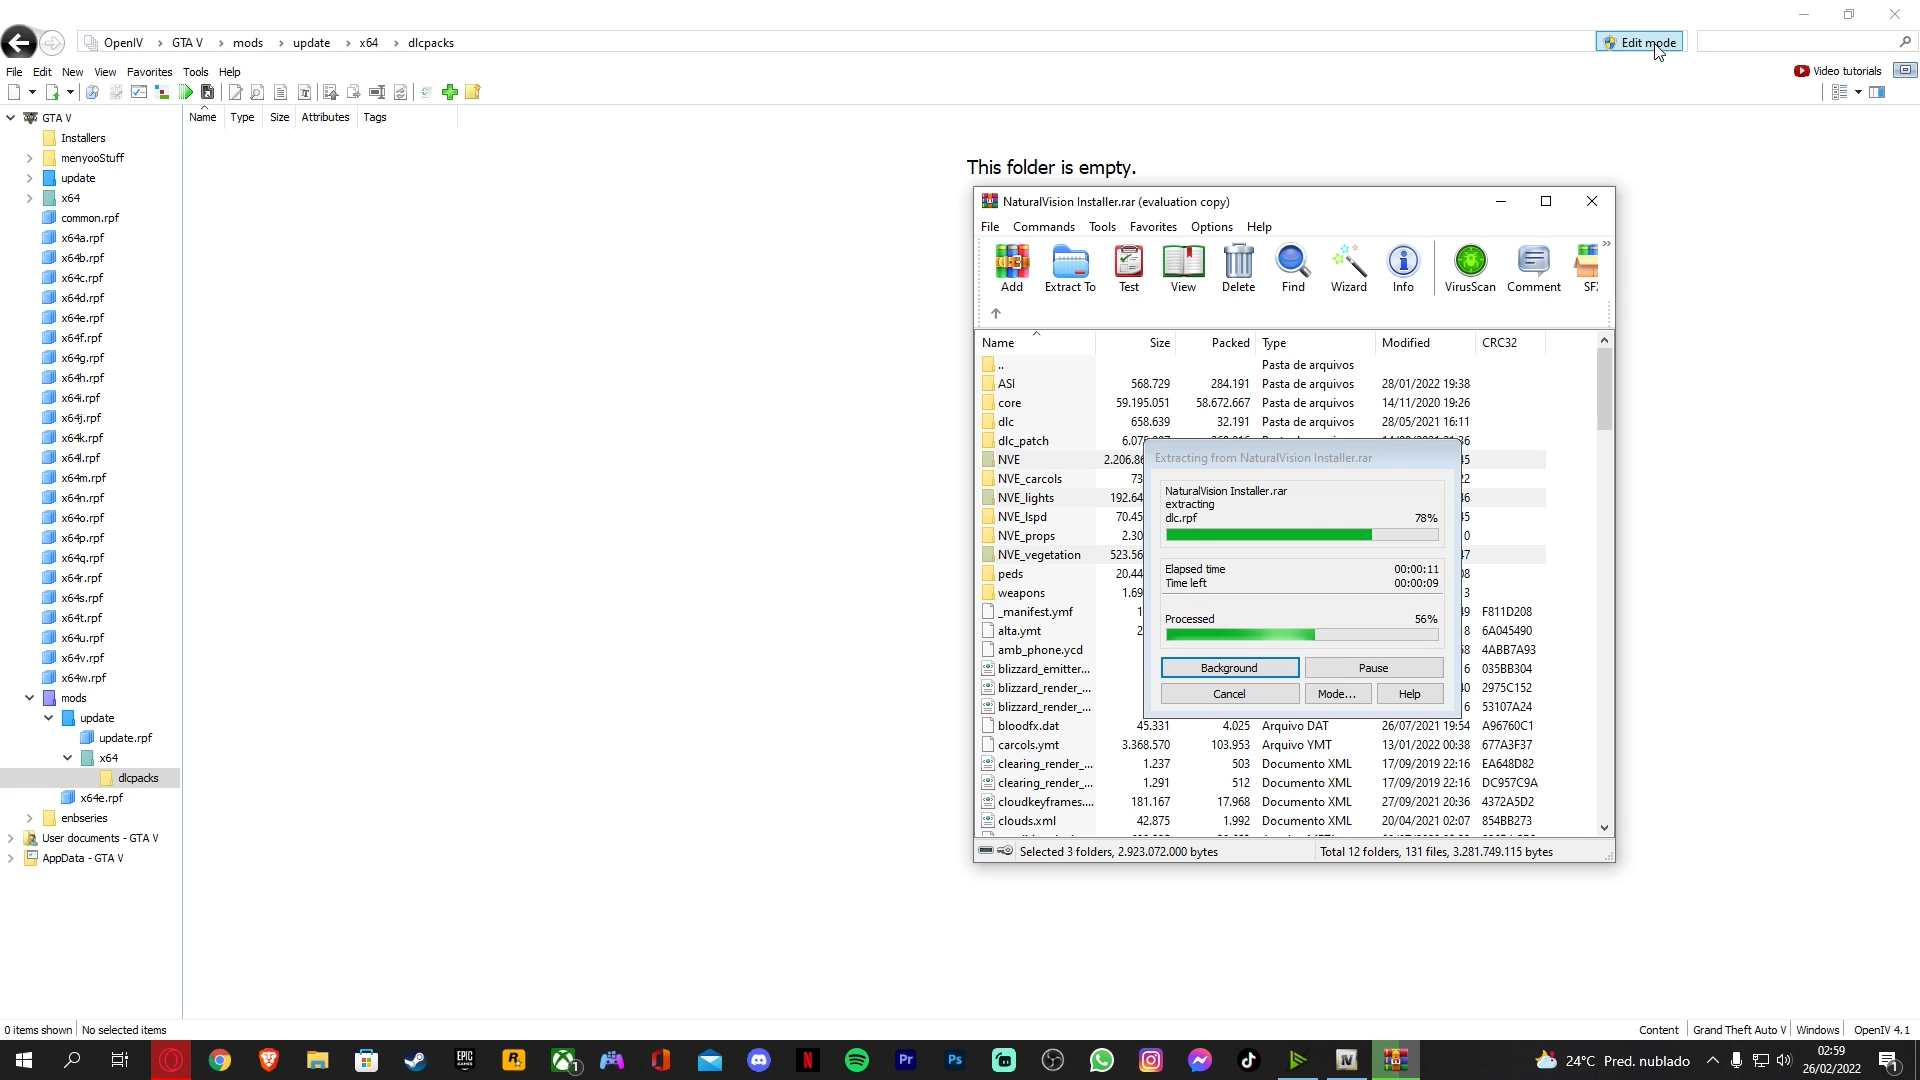 OpenIV
GTA V
mods
update
x64
dlcpacks
Edit mode
File Edit New View Favorites Tools Help
Video tutorials
GTA V
Installers
menyooStuff
update
x64
common.rpf
x64a.rpf
x64b.rpf
x64c.rpf
x64d.rpf
x64e.rpf
x64f.rpf
x64g.rpf
x64h.rpf
x64i.rpf
x64j.rpf
x64k.rpf
x64l.rpf
x64m.rpf
x64n.rpf
x64o.rpf
x64p.rpf
x64q.rpf
x64r.rpf
x64s.rpf
x64t.rpf
x64u.rpf
x64v.rpf
x64w.rpf
mods
update
update.rpf
x64
dlcpacks
x64e.rpf
enbseries
User documents - GTA V
AppData - GTA V
Name Type Size Attributes Tags
This folder is empty.
NaturalVision Installer.rar (evaluation copy)
File Commands Tools Favorites Options Help
Add Extract To Test View Delete Find Wizard Info VirusScan Comment
Name Size Packed Type Modified CRC32
.. Pasta de arquivos
ASI 568.729 284.191 Pasta de arquivos 28/01/2022 19:38
core 59.195.051 58.672.667 Pasta de arquivos 14/11/2020 19:26
dlc 658.639 32.191 Pasta de arquivos 28/05/2021 16:11
dlc_patch
NVE
NVE_carcols
NVE_lights
NVE_lspd
NVE_props
NVE_vegetation
peds
weapons
_manifest.ymf F811D208
alta.ymt 6A045490
amb_phone.ycd 4ABB7A93
blizzard_emitter... 035BB304
blizzard_render_... 2975C152
blizzard_render_... 53107A24
bloodfx.dat 45.331 4.025 Arquivo DAT 26/07/2021 19:54 A96760C1
carcols.ymt 3.368.570 103.953 Arquivo YMT 13/01/2022 00:38 677A3F37
clearing_render_... 1.237 503 Documento XML 17/09/2019 22:16 EA648D82
clearing_render_... 1.291 512 Documento XML 17/09/2019 22:16 DC957C9A
cloudkeyframes.... 181.167 17.968 Documento XML 27/09/2021 20:36 4372A5D2
clouds.xml 42.875 1.992 Documento XML 20/04/2021 02:07 854BB273
Selected 3 folders, 2.923.072.000 bytes
Total 12 folders, 131 files, 3.281.749.115 bytes
Extracting from NaturalVision Installer.rar
NaturalVision Installer.rar
extracting
dlc.rpf 78%
Elapsed time 00:00:11
Time left 00:00:09
Processed 56%
Background Pause
Cancel Mode... Help
0 items shown No selected items
Content Grand Theft Auto V Windows OpenIV 4.1
24°C Pred. nublado
02:59
26/02/2022